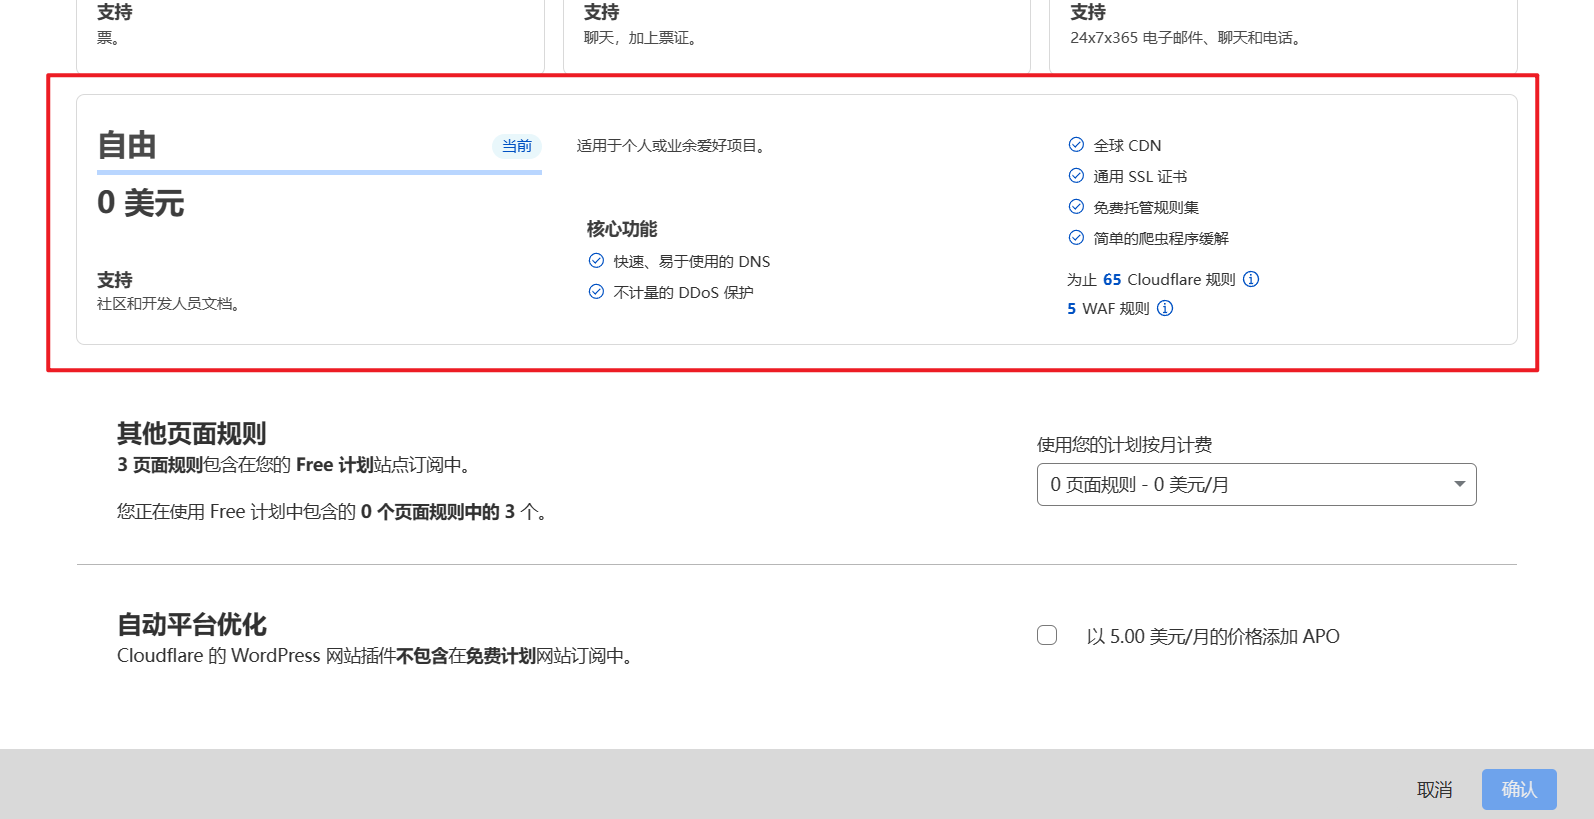 支持
票。
支持
聊天，加上票证。
支持
24x7x365 电子邮件、聊天和电话。
自由
当前
0 美元
支持
社区和开发人员文档。
适用于个人或业余爱好项目。
核心功能
快速、易于使用的 DNS
不计量的 DDoS 保护
全球 CDN
通用 SSL 证书
免费托管规则集
简单的爬虫程序缓解
为止 65 Cloudflare 规则
5 WAF 规则
其他页面规则
3 页面规则包含在您的 Free 计划站点订阅中。
您正在使用 Free 计划中包含的 0 个页面规则中的 3 个。
使用您的计划按月计费
0 页面规则 - 0 美元/月
自动平台优化
Cloudflare 的 WordPress 网站插件不包含在免费计划网站订阅中。
以 5.00 美元/月的价格添加 APO
取消
确认